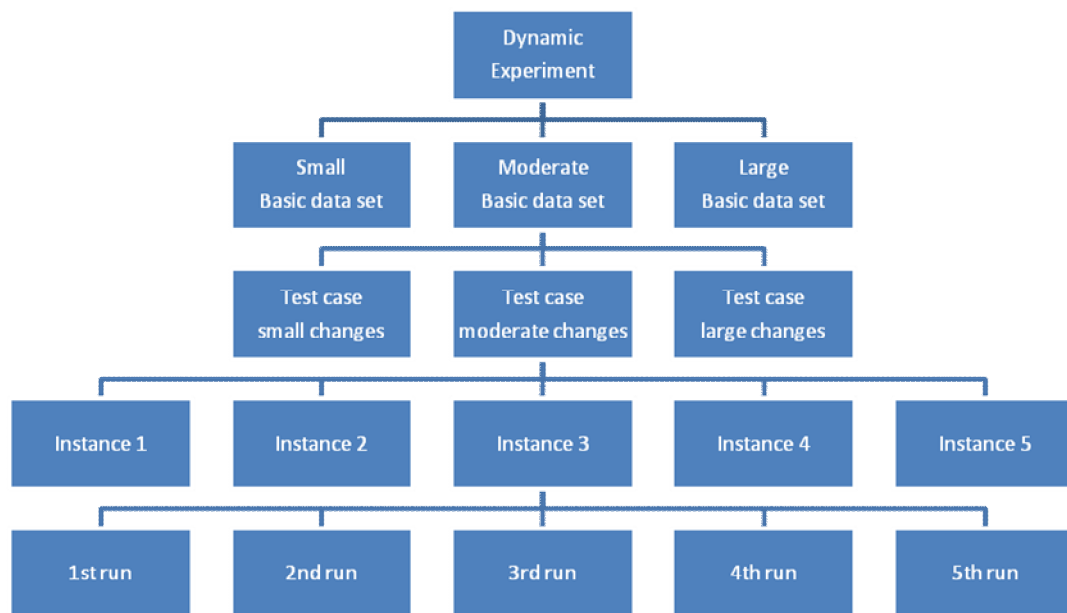 Dynamic
Experiment
Small
Basic data set
Moderate
Basic data set
Large
Basic data set
Test case
small changes
Test case
moderate changes
Test case
large changes
Instance 1
Instance 2
Instance 3
Instance 4
Instance 5
1st run
2nd run
3rd run
4th run
5th run